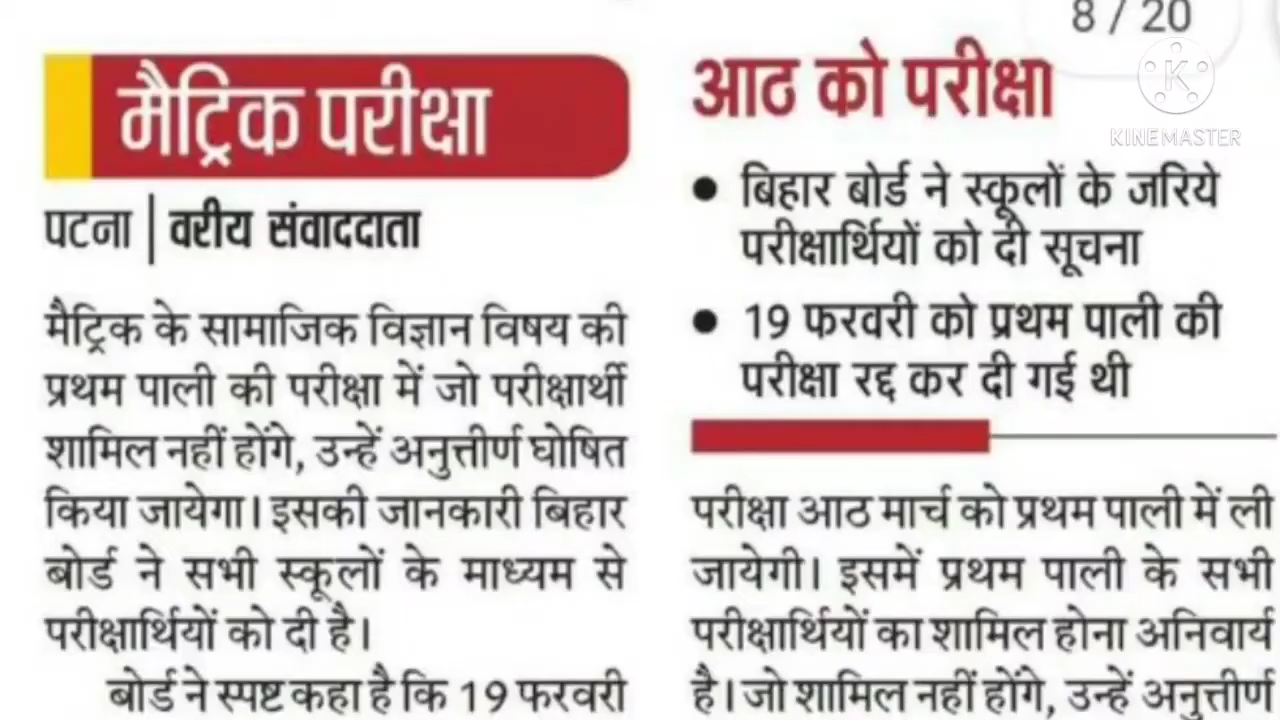 8 / 20
KINEMASTER
मैट्रिक परीक्षा
पटना | वरीय संवाददाता
मैट्रिक के सामाजिक विज्ञान विषय की
प्रथम पाली की परीक्षा में जो परीक्षार्थी
शामिल नहीं होंगे, उन्हें अनुत्तीर्ण घोषित
किया जायेगा। इसकी जानकारी बिहार
बोर्ड ने सभी स्कूलों के माध्यम से
परीक्षार्थियों को दी है।
बोर्ड ने स्पष्ट कहा है कि 19 फरवरी
आठ को परीक्षा
• बिहार बोर्ड ने स्कूलों के जरिये
परीक्षार्थियों को दी सूचना
• 19 फरवरी को प्रथम पाली की
परीक्षा रद्द कर दी गई थी
परीक्षा आठ मार्च को प्रथम पाली में ली
जायेगी। इसमें प्रथम पाली के सभी
परीक्षार्थियों का शामिल होना अनिवार्य
है। जो शामिल नहीं होंगे, उन्हें अनुत्तीर्ण